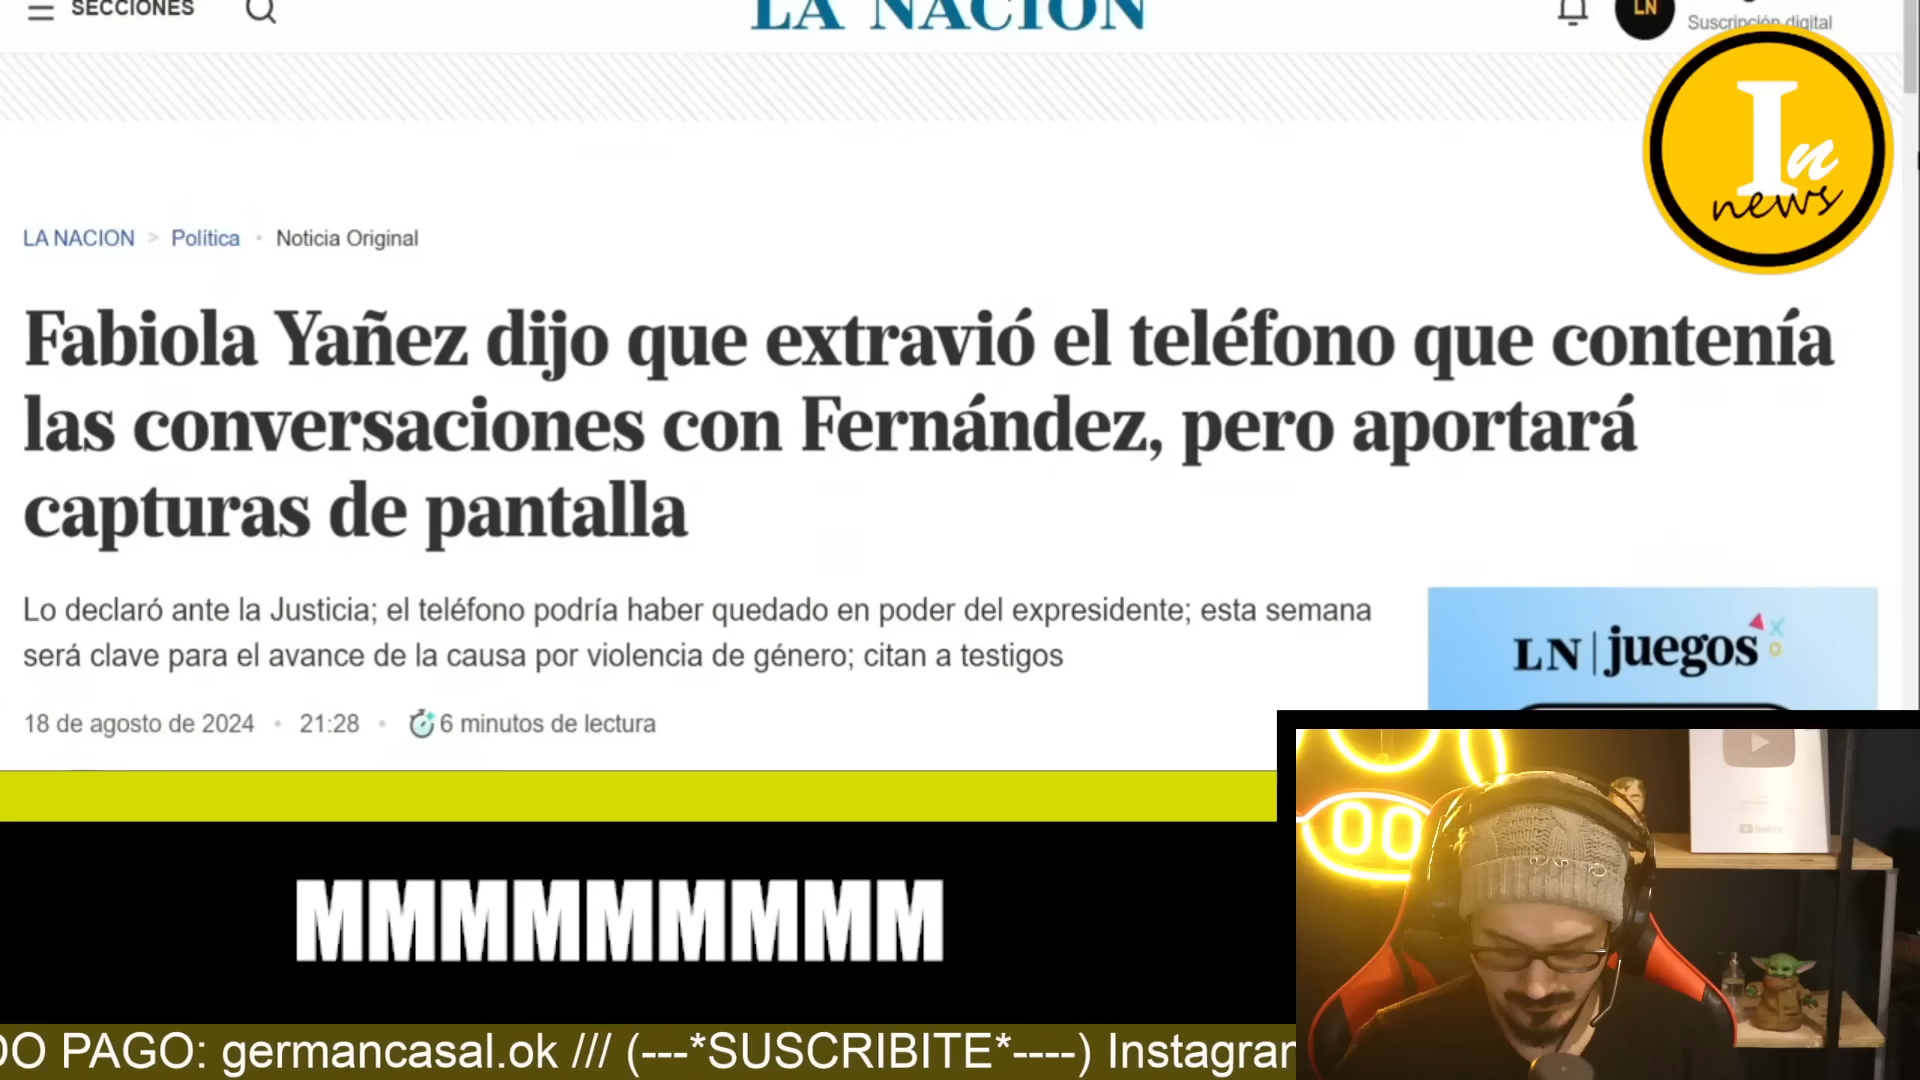 SECCIONES
LA NACION
LN
Suscripción digital
In
news
LA NACION > Política • Noticia Original
Fabiola Yañez dijo que extravió el teléfono que contenía
las conversaciones con Fernández, pero aportará
capturas de pantalla
Lo declaró ante la Justicia; el teléfono podría haber quedado en poder del expresidente; esta semana
será clave para el avance de la causa por violencia de género; citan a testigos
18 de agosto de 2024 • 21:28 • 6 minutos de lectura
LN | juegos
MMMMMMMMM
DO PAGO: germancasal.ok /// (---*SUSCRIBITE*----) Instagram